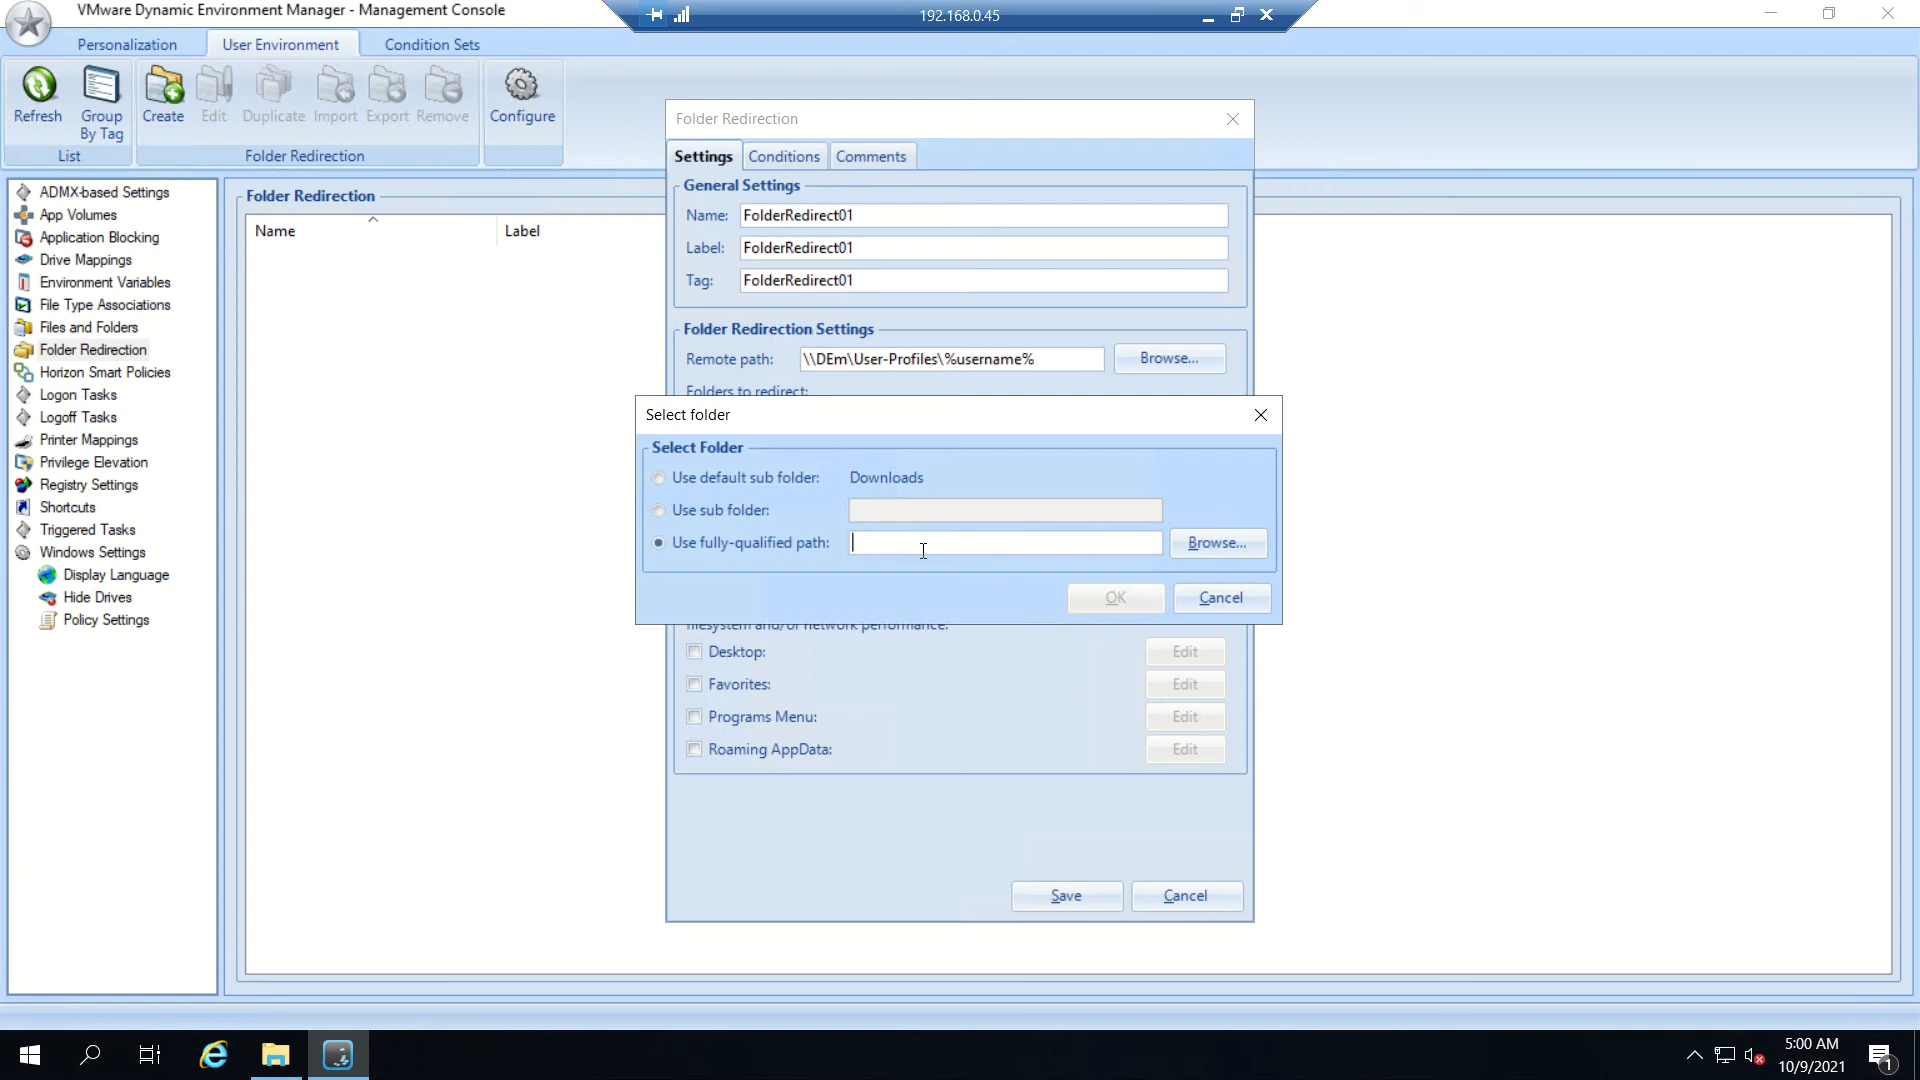 VMware Dynamic Environment Manager - Management Console
192.168.0.45
Personalization
User Environment
Condition Sets
Refresh
Group By Tag
Create
Edit
Duplicate
Import
Export
Remove
Configure
List
Folder Redirection
ADMX-based Settings
App Volumes
Application Blocking
Drive Mappings
Environment Variables
File Type Associations
Files and Folders
Folder Redirection
Horizon Smart Policies
Logon Tasks
Logoff Tasks
Printer Mappings
Privilege Elevation
Registry Settings
Shortcuts
Triggered Tasks
Windows Settings
Display Language
Hide Drives
Policy Settings
Folder Redirection
Name
Label
Folder Redirection
Settings
Conditions
Comments
General Settings
Name: FolderRedirect01
Label: FolderRedirect01
Tag: FolderRedirect01
Folder Redirection Settings
Remote path: \\DEm\User-Profiles\%username% Browse...
Folders to redirect:
Select folder
Select Folder
Use default sub folder: Downloads
Use sub folder:
Use fully-qualified path: Browse...
OK
Cancel
filesystem and/or network performance.
Desktop: Edit
Favorites: Edit
Programs Menu: Edit
Roaming AppData: Edit
Save
Cancel
5:00 AM
10/9/2021
1